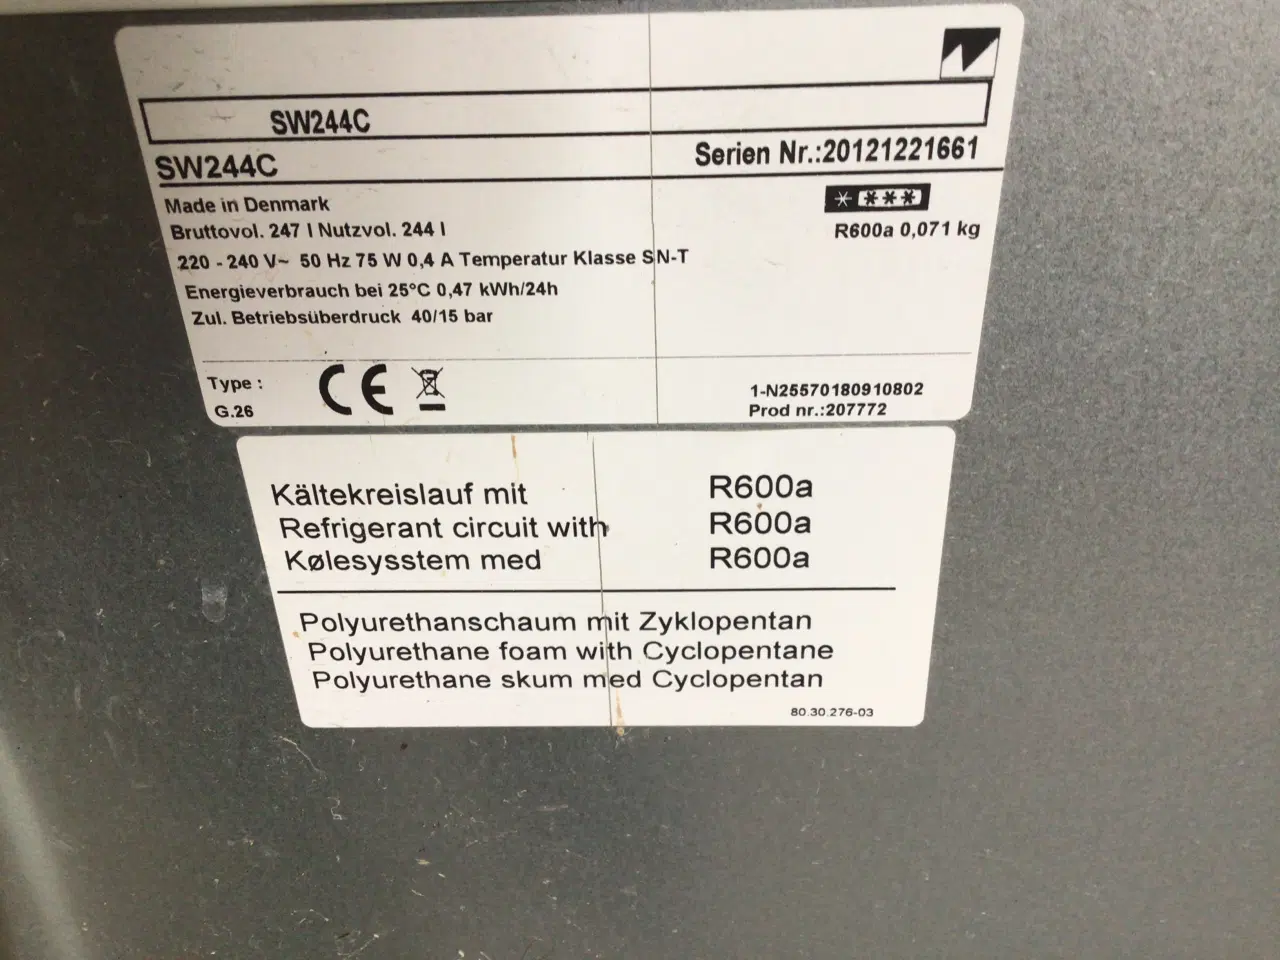 SW244C
SW244C
Serien Nr.:20121221661
Made in Denmark
Bruttovol. 247 l Nutzvol. 244 l
R600a 0,071 kg
220 - 240 V~ 50 Hz 75 W 0,4 A Temperatur Klasse SN-T
Energieverbrauch bei 25°C 0,47 kWh/24h
Zul. Betriebsüberdruck 40/15 bar
Type :
G.26
CE
1-N25570180910802
Prod nr.:207772
Kältekreislauf mit R600a
Refrigerant circuit with R600a
Kølesysstem med R600a
Polyurethanschaum mit Zyklopentan
Polyurethane foam with Cyclopentane
Polyurethane skum med Cyclopentan
80.30.276-03